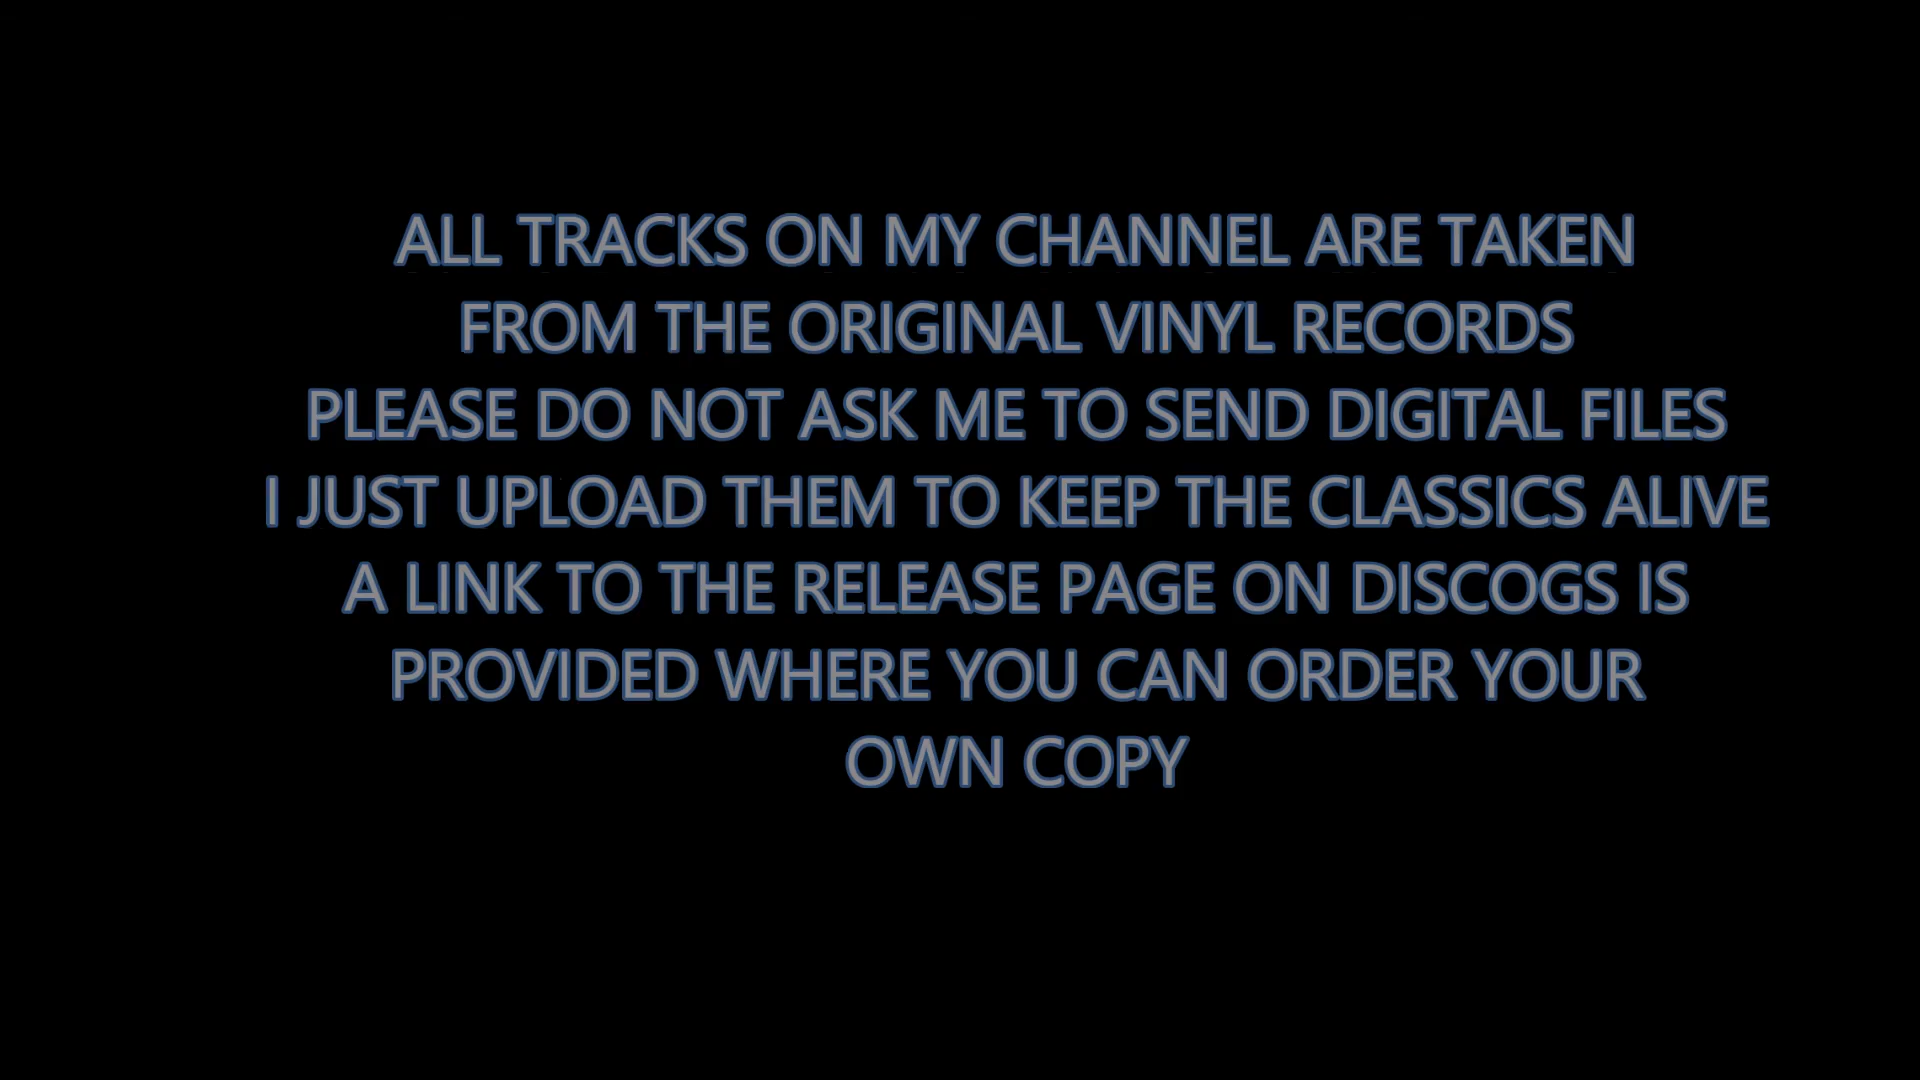 ALL TRACKS ON MY CHANNEL ARE TAKEN
FROM THE ORIGINAL VINYL RECORDS
PLEASE DO NOT ASK ME TO SEND DIGITAL FILES
I JUST UPLOAD THEM TO KEEP THE CLASSICS ALIVE
A LINK TO THE RELEASE PAGE ON DISCOGS IS
PROVIDED WHERE YOU CAN ORDER YOUR
OWN COPY